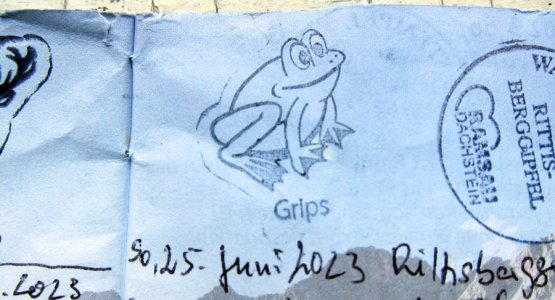 Grips
RITTIS-
BERGGIPFEL
RAMSAU
DACHSTEIN
So, 25. Juni 2023
.2023